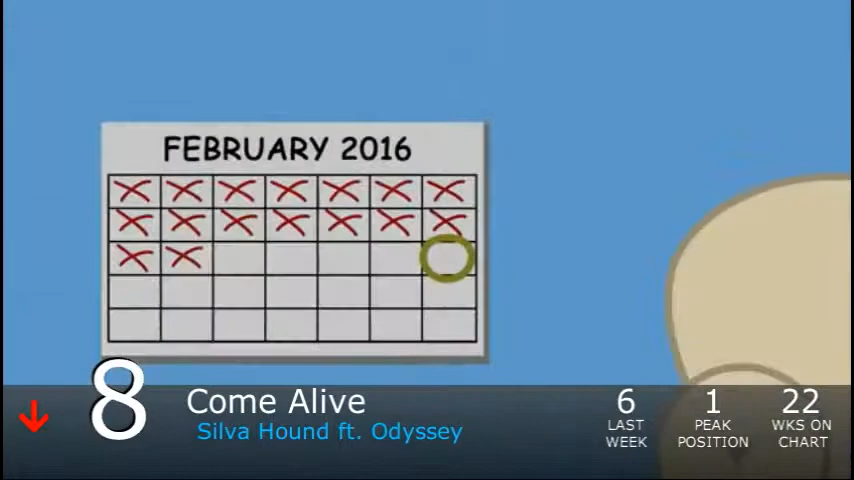 FEBRUARY 2016
8
Come Alive
Silva Hound ft. Odyssey
6
LAST
WEEK
1
PEAK
POSITION
22
WKS ON
CHART